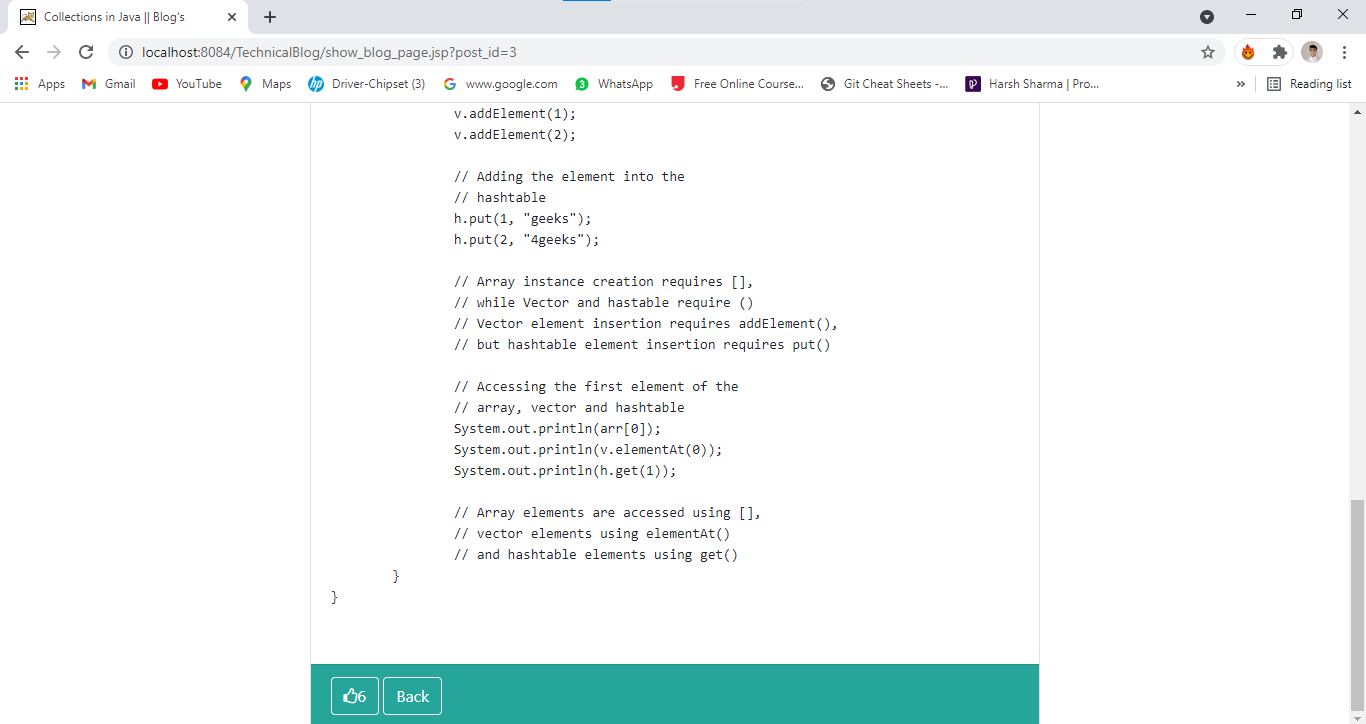 Collections in Java || Blog's
localhost:8084/TechnicalBlog/show_blog_page.jsp?post_id=3
Apps Gmail YouTube Maps Driver-Chipset (3) www.google.com 3 WhatsApp Free Online Course... Git Cheat Sheets -... Harsh Sharma | Pro... » Reading list
v.addElement(1);
v.addElement(2);
// Adding the element into the
// hashtable
h.put(1, "geeks");
h.put(2, "4geeks");
// Array instance creation requires [],
// while Vector and hastable require ()
// Vector element insertion requires addElement(),
// but hashtable element insertion requires put()
// Accessing the first element of the
// array, vector and hashtable
System.out.println(arr[0]);
System.out.println(v.elementAt(0));
System.out.println(h.get(1));
// Array elements are accessed using [],
// vector elements using elementAt()
// and hashtable elements using get()
}
}
6 Back